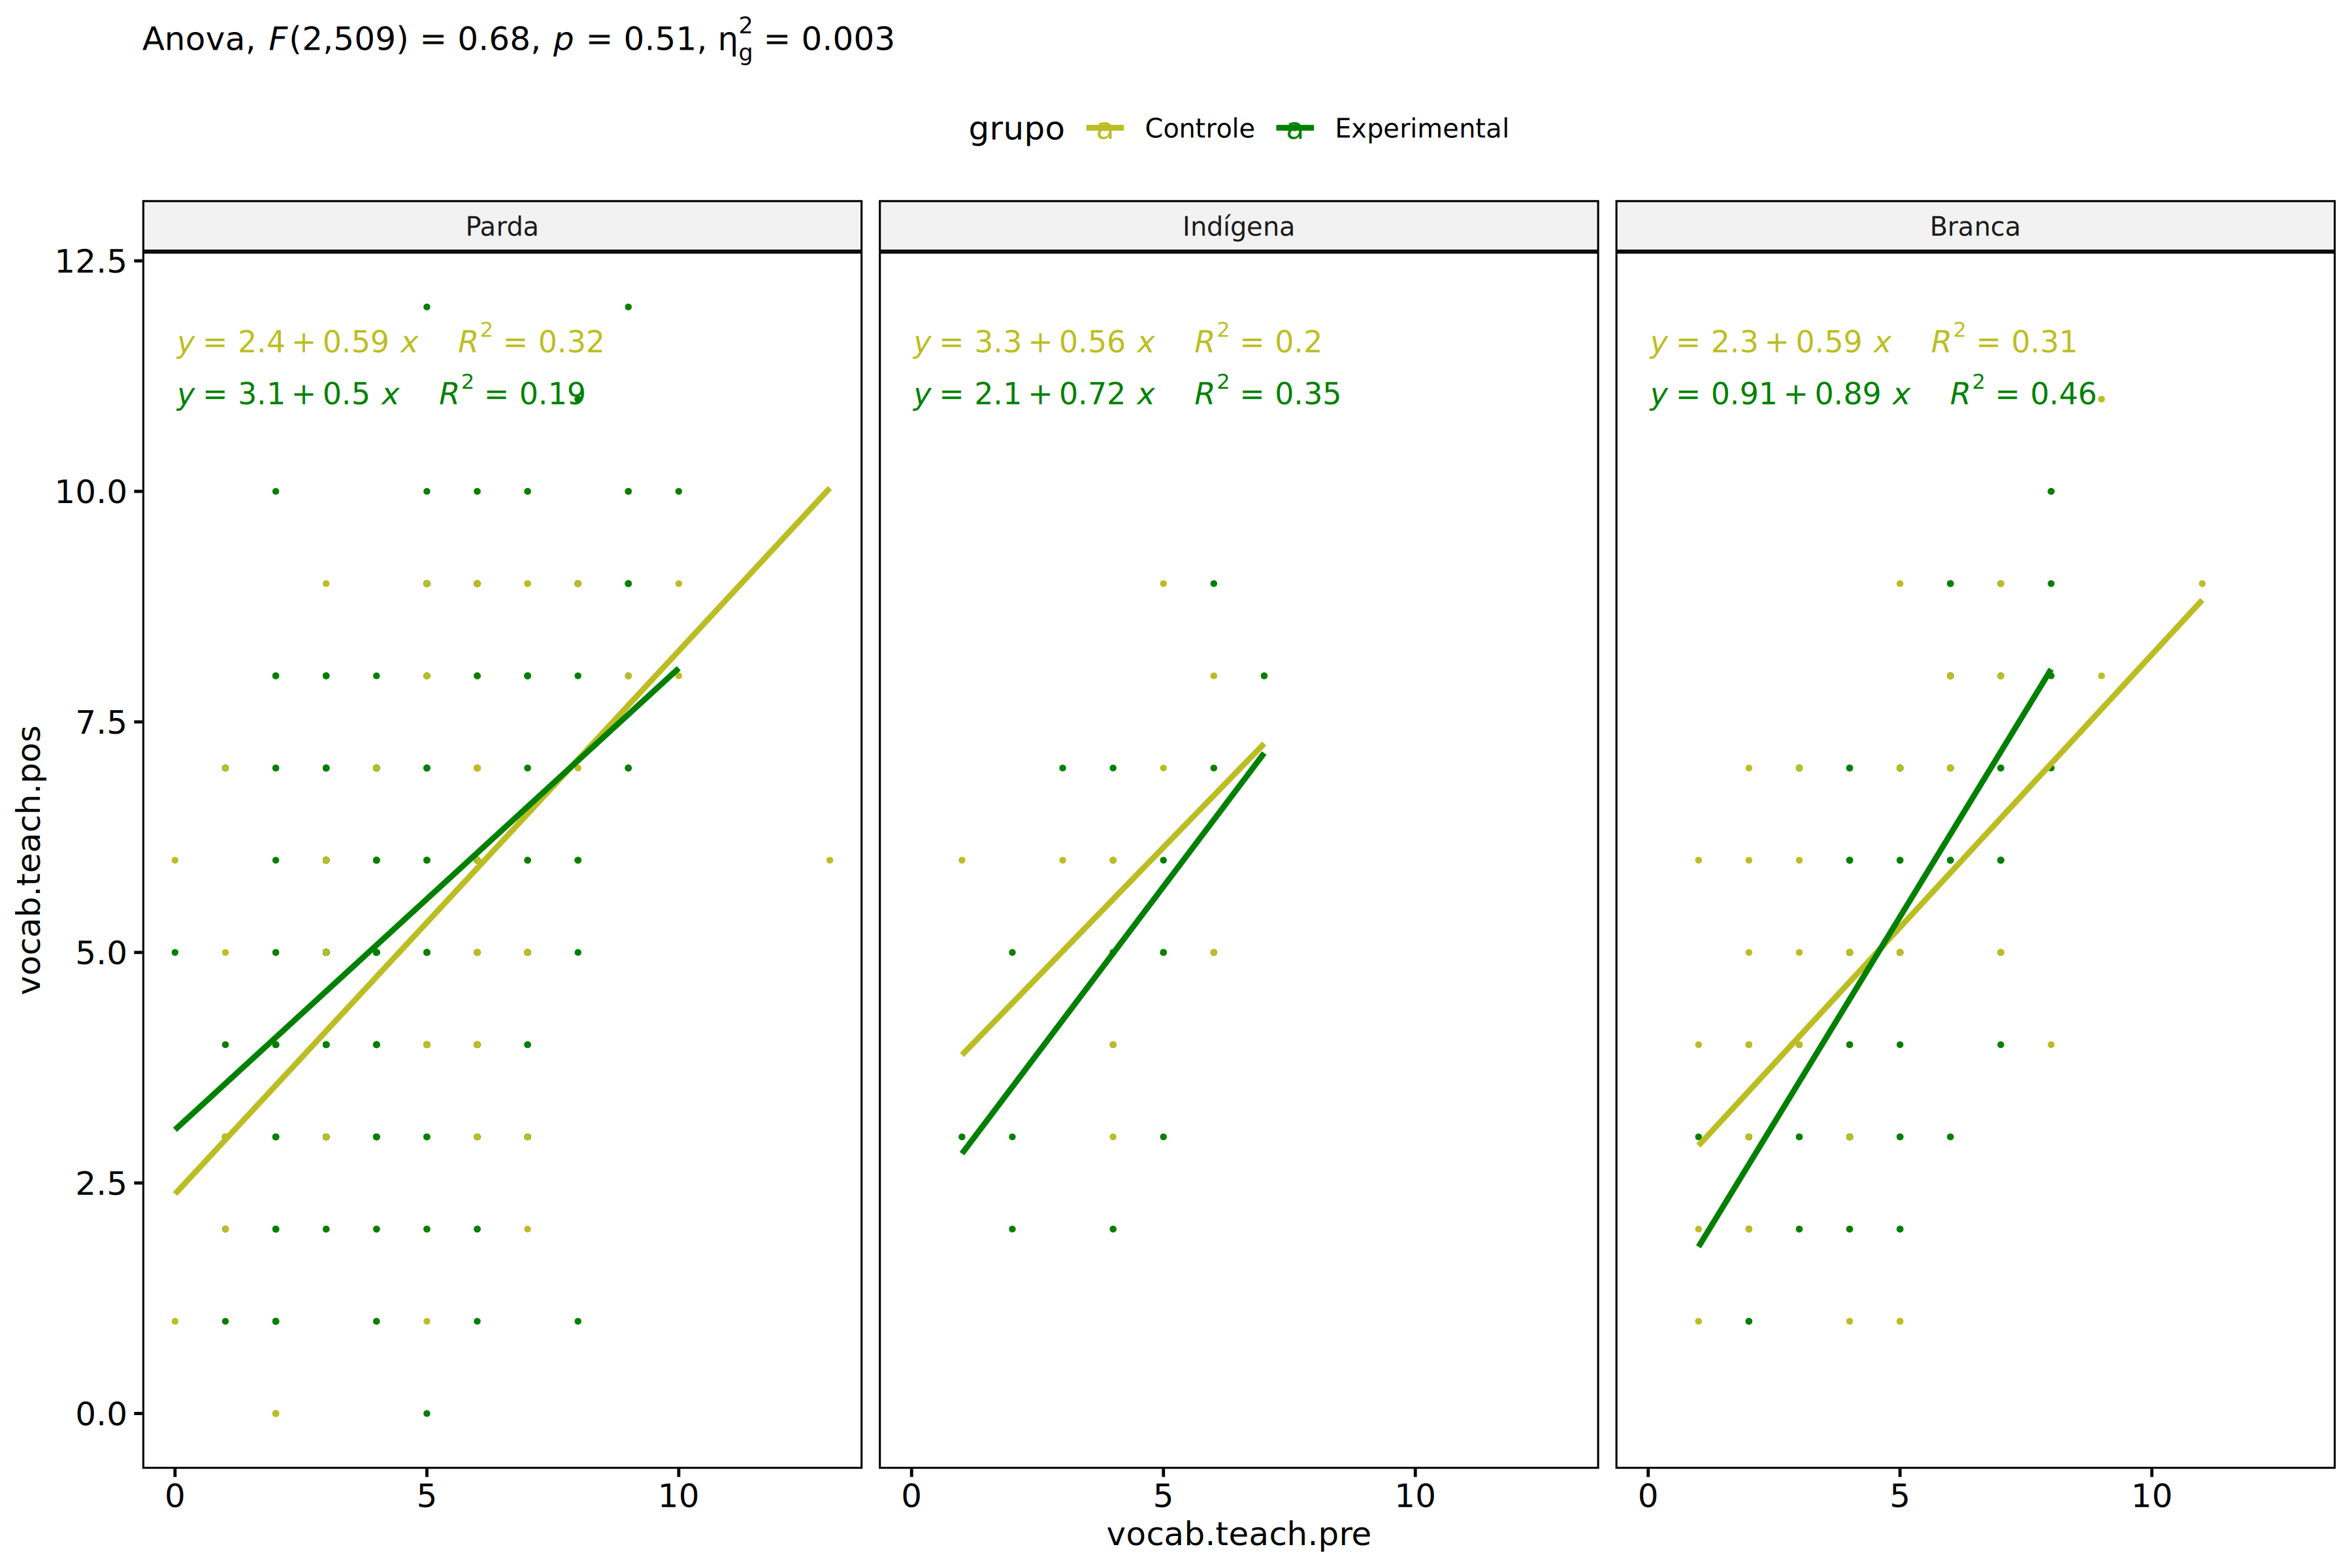 Anova, F(2,509) = 0.68, p = 0.51, η²g = 0.003
grupo a Controle a Experimental
Parda Indígena Branca
y = 2.4 + 0.59 x R² = 0.32
y = 3.1 + 0.5 x R² = 0.19
y = 3.3 + 0.56 x R² = 0.2
y = 2.1 + 0.72 x R² = 0.35
y = 2.3 + 0.59 x R² = 0.31
y = 0.91 + 0.89 x R² = 0.46
12.5
10.0
7.5
5.0
2.5
0.0
vocab.teach.pos
0 5 10 0 5 10 0 5 10
vocab.teach.pre